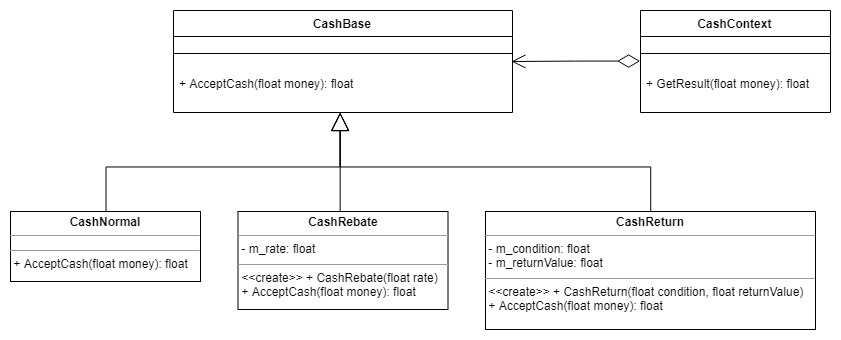 CashBase
+ AcceptCash(float money): float
CashContext
+ GetResult(float money): float
CashNormal
+ AcceptCash(float money): float
CashRebate
- m_rate: float
<<create>> + CashRebate(float rate)
+ AcceptCash(float money): float
CashReturn
- m_condition: float
- m_returnValue: float
<<create>> + CashReturn(float condition, float returnValue)
+ AcceptCash(float money): float